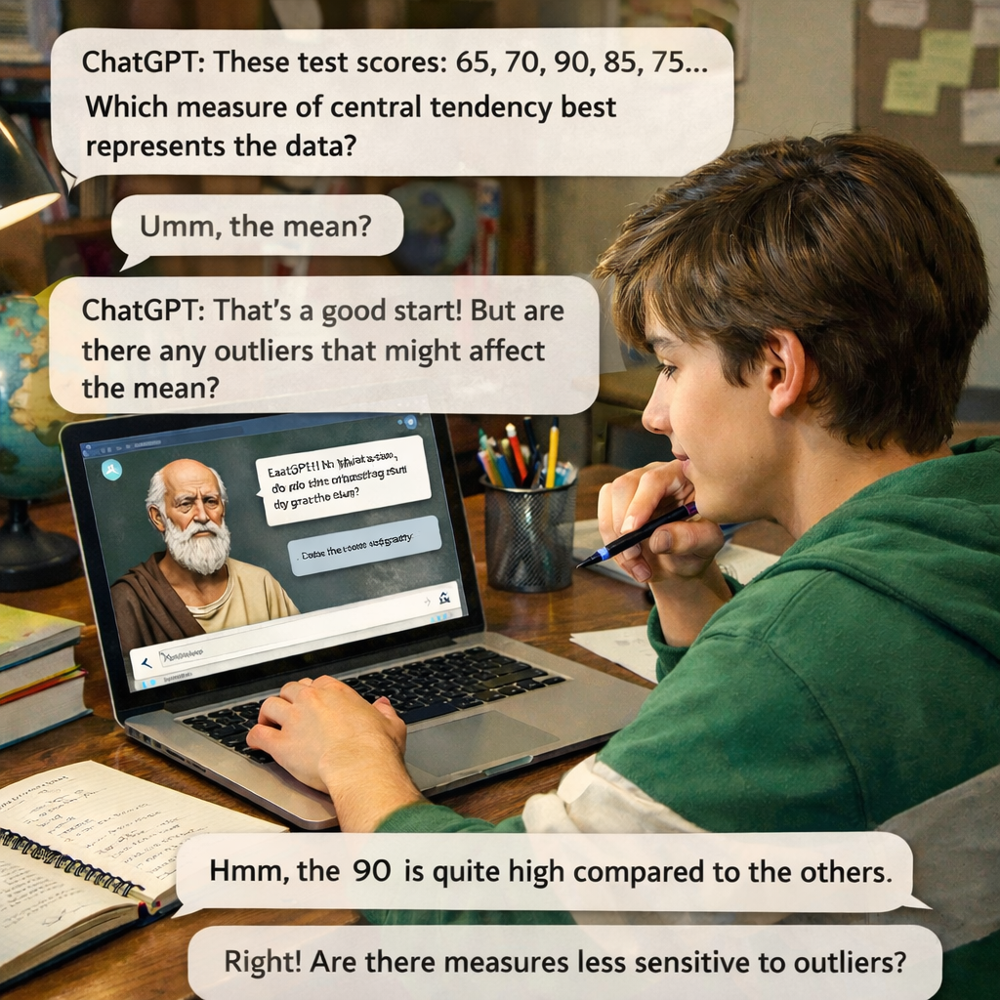 ChatGPT: These test scores: 65, 70, 90, 85, 75...
Which measure of central tendency best
represents the data?
Umm, the mean?
ChatGPT: That's a good start! But are
there any outliers that might affect
the mean?
Hmm, the 90 is quite high compared to the others.
Right! Are there measures less sensitive to outliers?